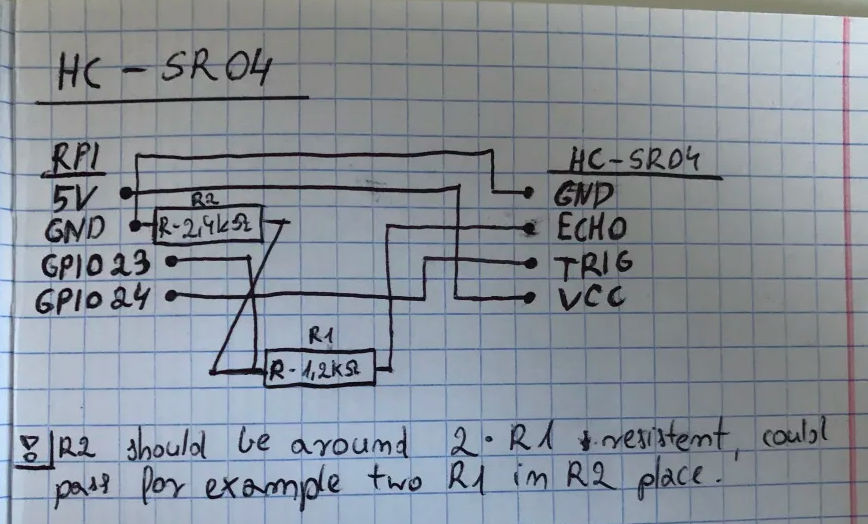 HC - SR04
RPI
5V
GND
GPIO 23
GPIO 24
R2
R-2,4kΩ
R1
R-1,2kΩ
HC-SR04
GND
ECHO
TRIG
VCC
R2 should be around 2·R1 resistent, could
pass for example two R1 in R2 place.